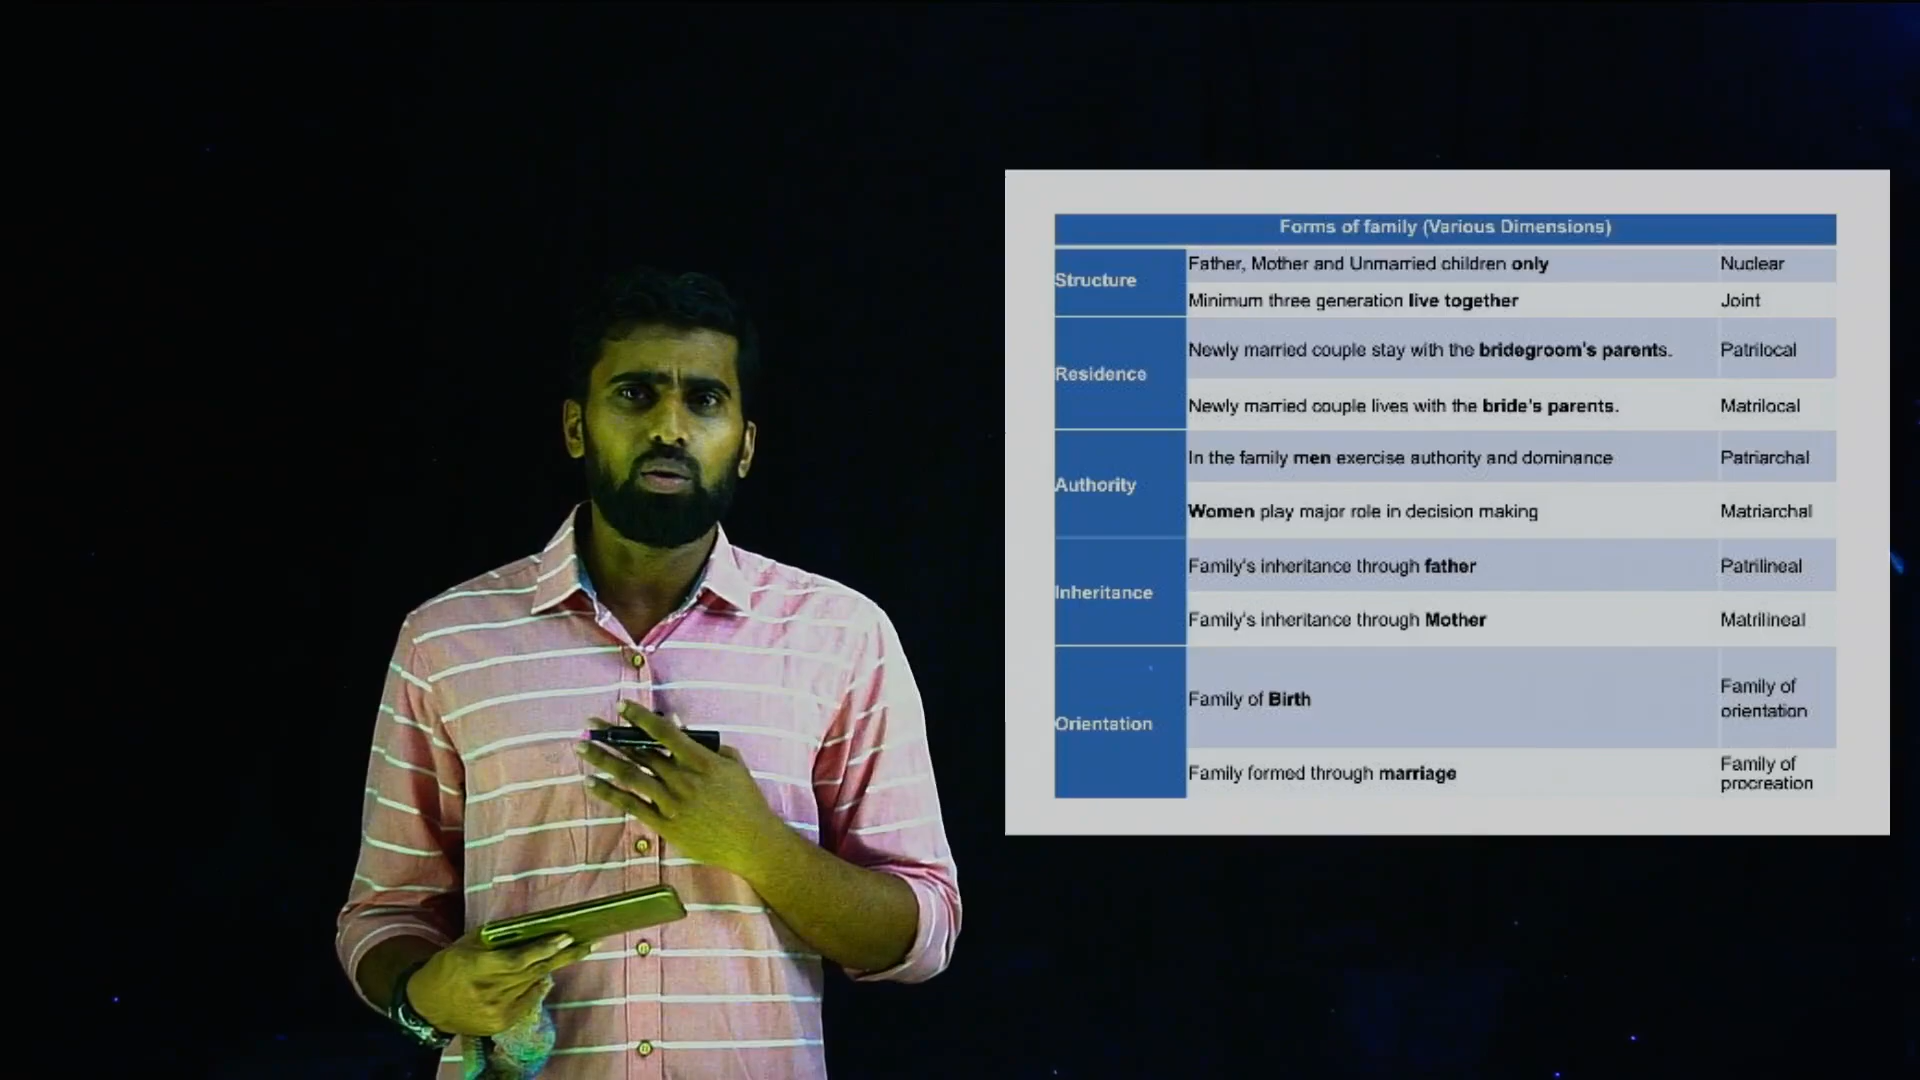 Forms of family (Various Dimensions)
Structure
Father, Mother and Unmarried children only
Nuclear
Minimum three generation live together
Joint
Residence
Newly married couple stay with the bridegroom's parents.
Patrilocal
Newly married couple lives with the bride's parents.
Matrilocal
Authority
In the family men exercise authority and dominance
Patriarchal
Women play major role in decision making
Matriarchal
Inheritance
Family's inheritance through father
Patrilineal
Family's inheritance through Mother
Matrilineal
Orientation
Family of Birth
Family of
orientation
Family formed through marriage
Family of
procreation